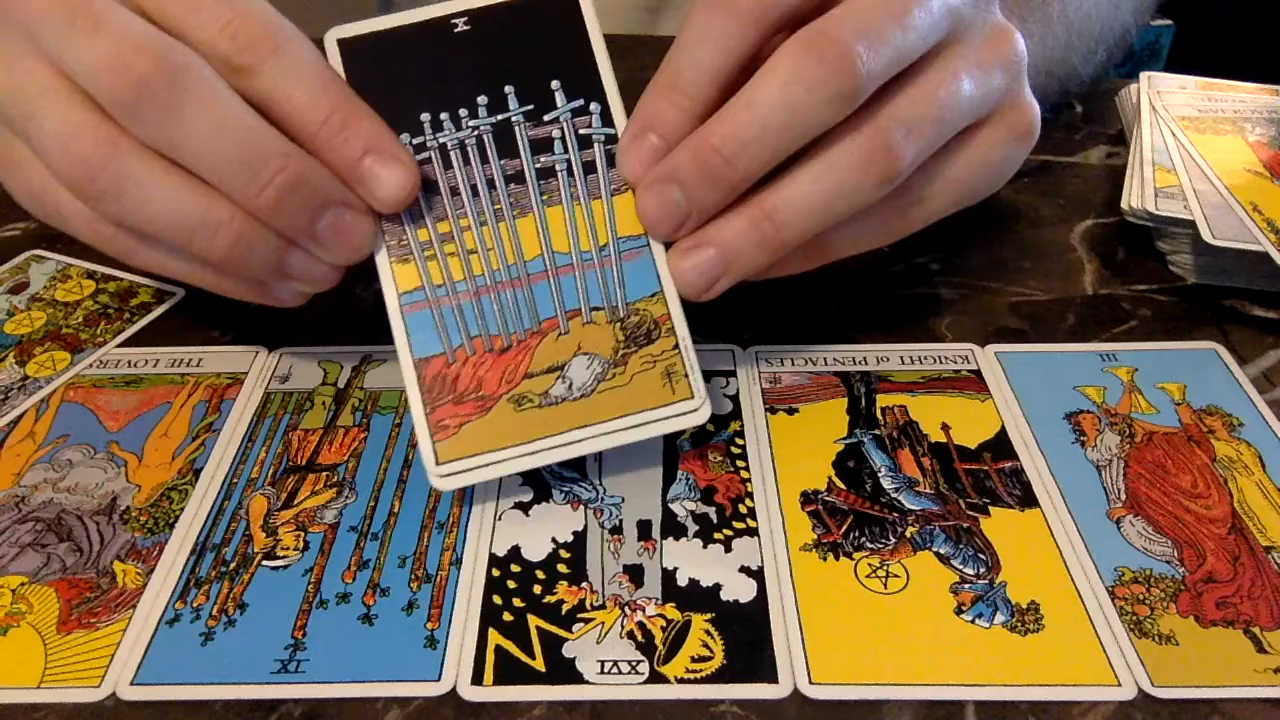 X
THE LOVERS
KNIGHT of PENTACLES
III
IX
XVI